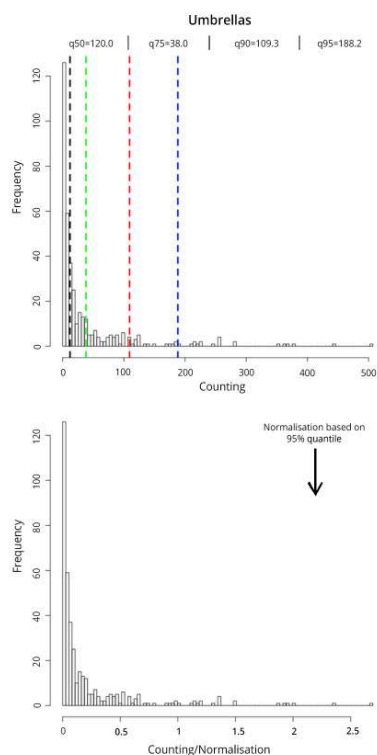 Umbrellas
q50=120.0 | q75=38.0 | q90=109.3 | q95=188.2
Frequency
120
100
80
60
40
20
0
0 100 200 300 400 500
Counting
Normalisation based on
95% quantile
Frequency
120
100
80
60
40
20
0
0 0.5 1 1.5 2 2.5
Counting/Normalisation